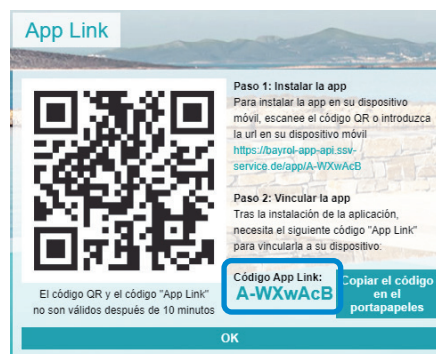 App Link
Paso 1: Instalar la app
Para instalar la app en su dispositivo
móvil, escanee el código QR o introduzca
la url en su dispositivo móvil
https://bayrol-app-api.ssv-
service.de/app/A-WXwAcB
Paso 2: Vincular la app
Tras la instalación de la aplicación,
necesita el siguiente código "App Link"
para vincularla a su dispositivo:
Código App Link:
A-WXwAcB
Copiar el código
en el
portapapeles
El código QR y el código "App Link"
no son válidos después de 10 minutos
OK